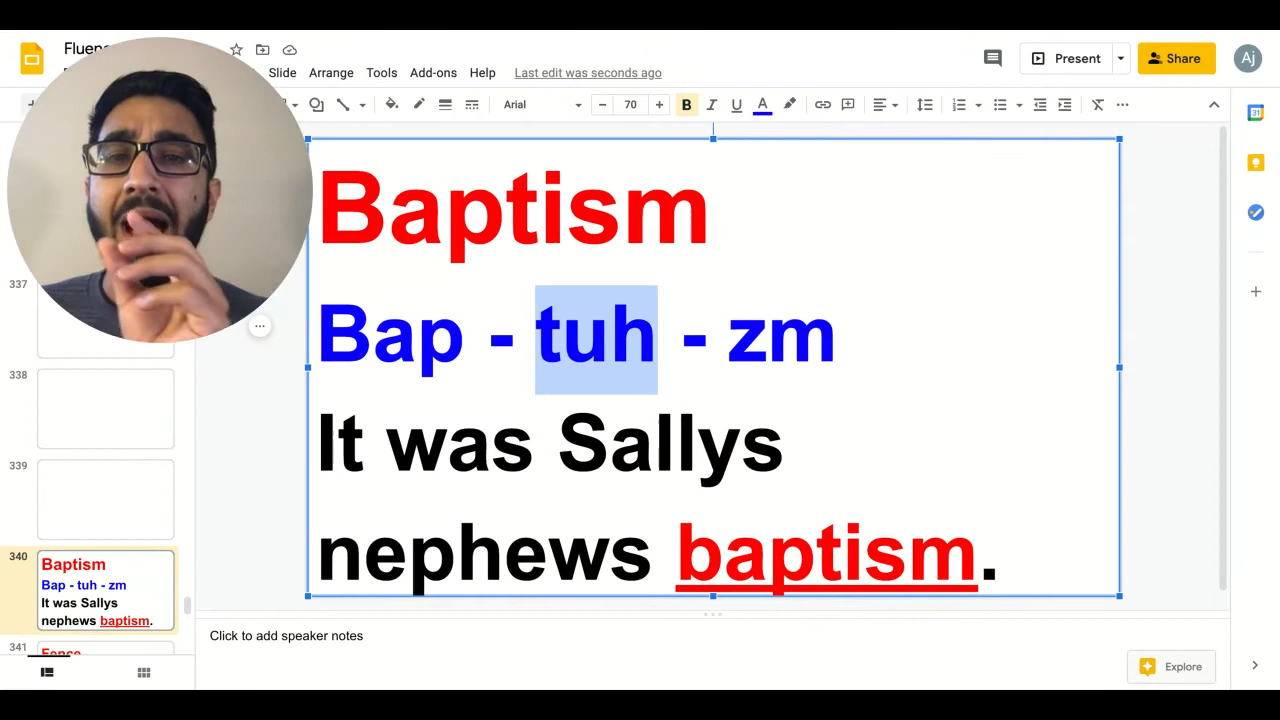 Fluen
Slide Arrange Tools Add-ons Help Last edit was seconds ago
Present
Share
Aj
Arial
70
B I U A
31
Baptism
Bap - tuh - zm
It was Sallys
nephews baptism.
337
338
339
340
Baptism
Bap - tuh - zm
It was Sallys
nephews baptism.
341
Fence
Click to add speaker notes
Explore